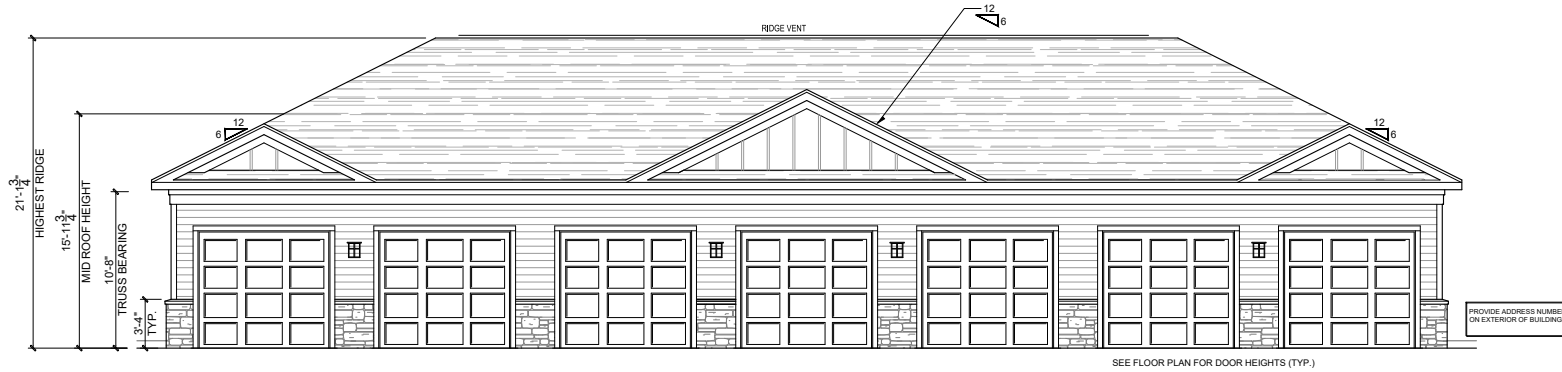 RIDGE VENT
12
6
12
6
12
6
21'-1 3/4"
HIGHEST RIDGE
15'-11 3/4"
MID ROOF HEIGHT
10'-8"
TRUSS BEARING
3'-4"
TYP.
PROVIDE ADDRESS NUMBER
ON EXTERIOR OF BUILDING
SEE FLOOR PLAN FOR DOOR HEIGHTS (TYP.)